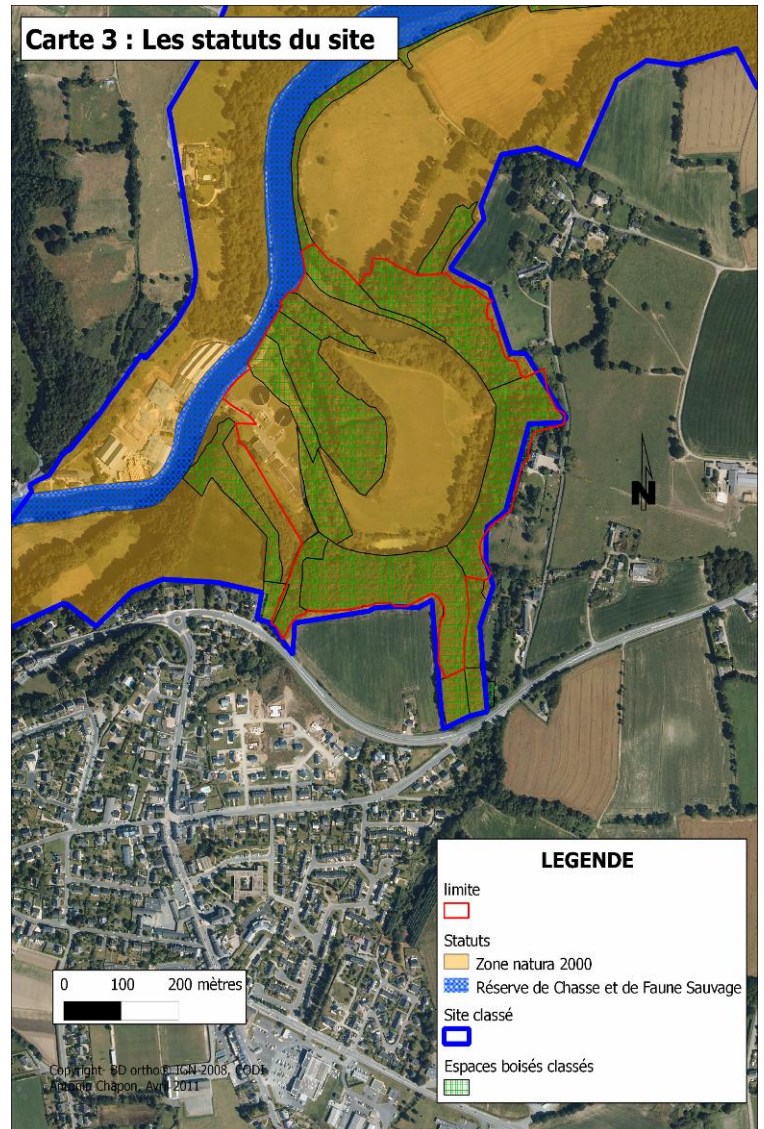 Carte 3 : Les statuts du site
N
LEGENDE
limite
Statuts
Zone natura 2000
Réserve de Chasse et de Faune Sauvage
Site classé
Espaces boisés classés
0 100 200 mètres
Copyright- BD ortho® IGN-2008, CODI
Antonin Chapon, Avril 2011